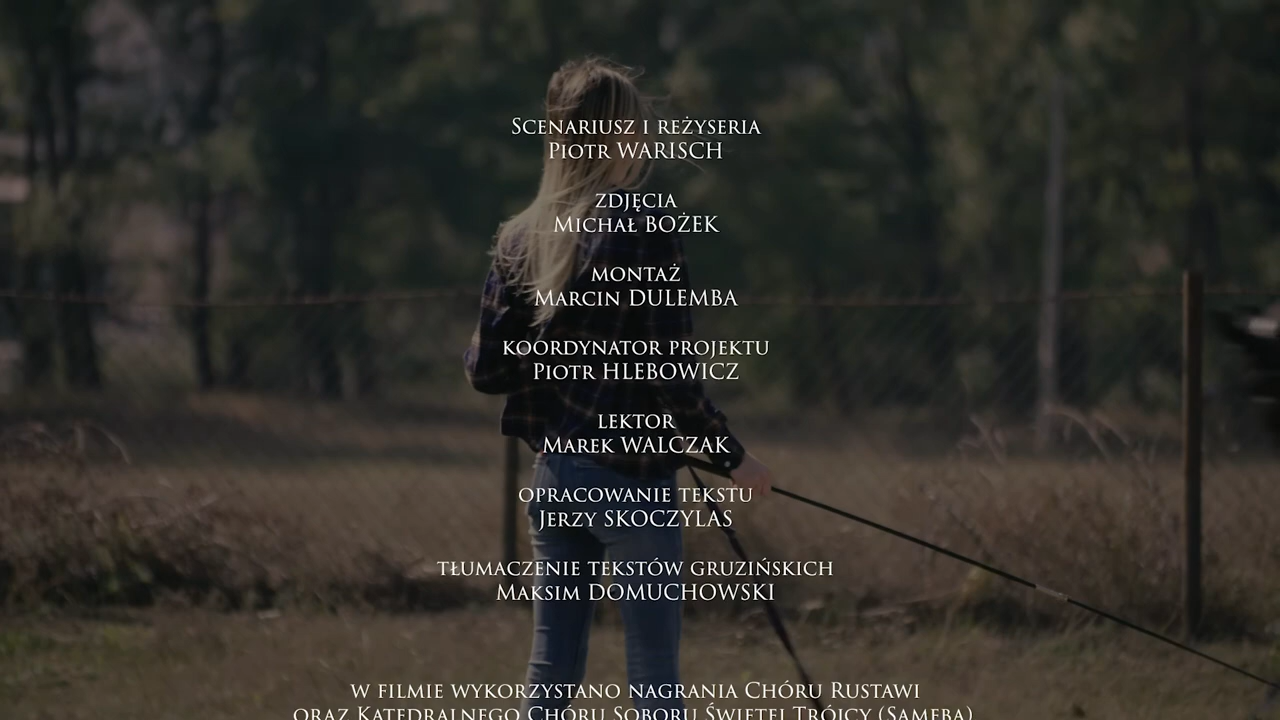 Scenariusz i reżyseria
Piotr WARISCH
zdjęcia
Michał BOŻEK
montaż
Marcin DULEMBA
koordynator projektu
Piotr HLEBOWICZ
lektor
Marek WALCZAK
opracowanie tekstu
Jerzy SKOCZYLAS
tłumaczenie tekstów gruzińskich
Maksim DOMUCHOWSKI
w filmie wykorzystano nagrania Chóru Rustawi
oraz Katedralnego Chóru Soboru Świętej Trójcy (Sameba)